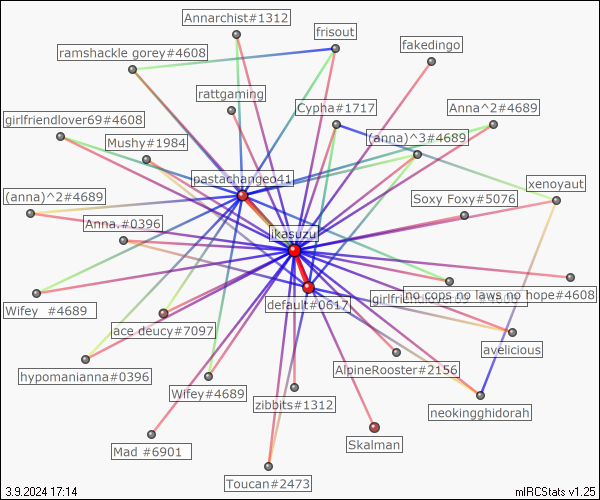 Annarchist#1312
frisout
fakedingo
ramshackle gorey#4608
rattgaming
Cypha#1717
Anna^2#4689
girlfriendlover69#4608
Mushy#1984
(anna)^3#4689
pastachangeo41
xenoyaut
(anna)^2#4689
Soxy Foxy#5076
Anna.#0396
ikasuzu
no cops no laws no hope#4608
default#0617
Wifey #4689
ace deucy#7097
avelicious
AlpineRooster#2156
hypomanianna#0396
Wifey#4689
zibbits#1312
neokingghidorah
Skalman
Mad #6901
Toucan#2473
3.9.2024 17:14
mIRCStats v1.25